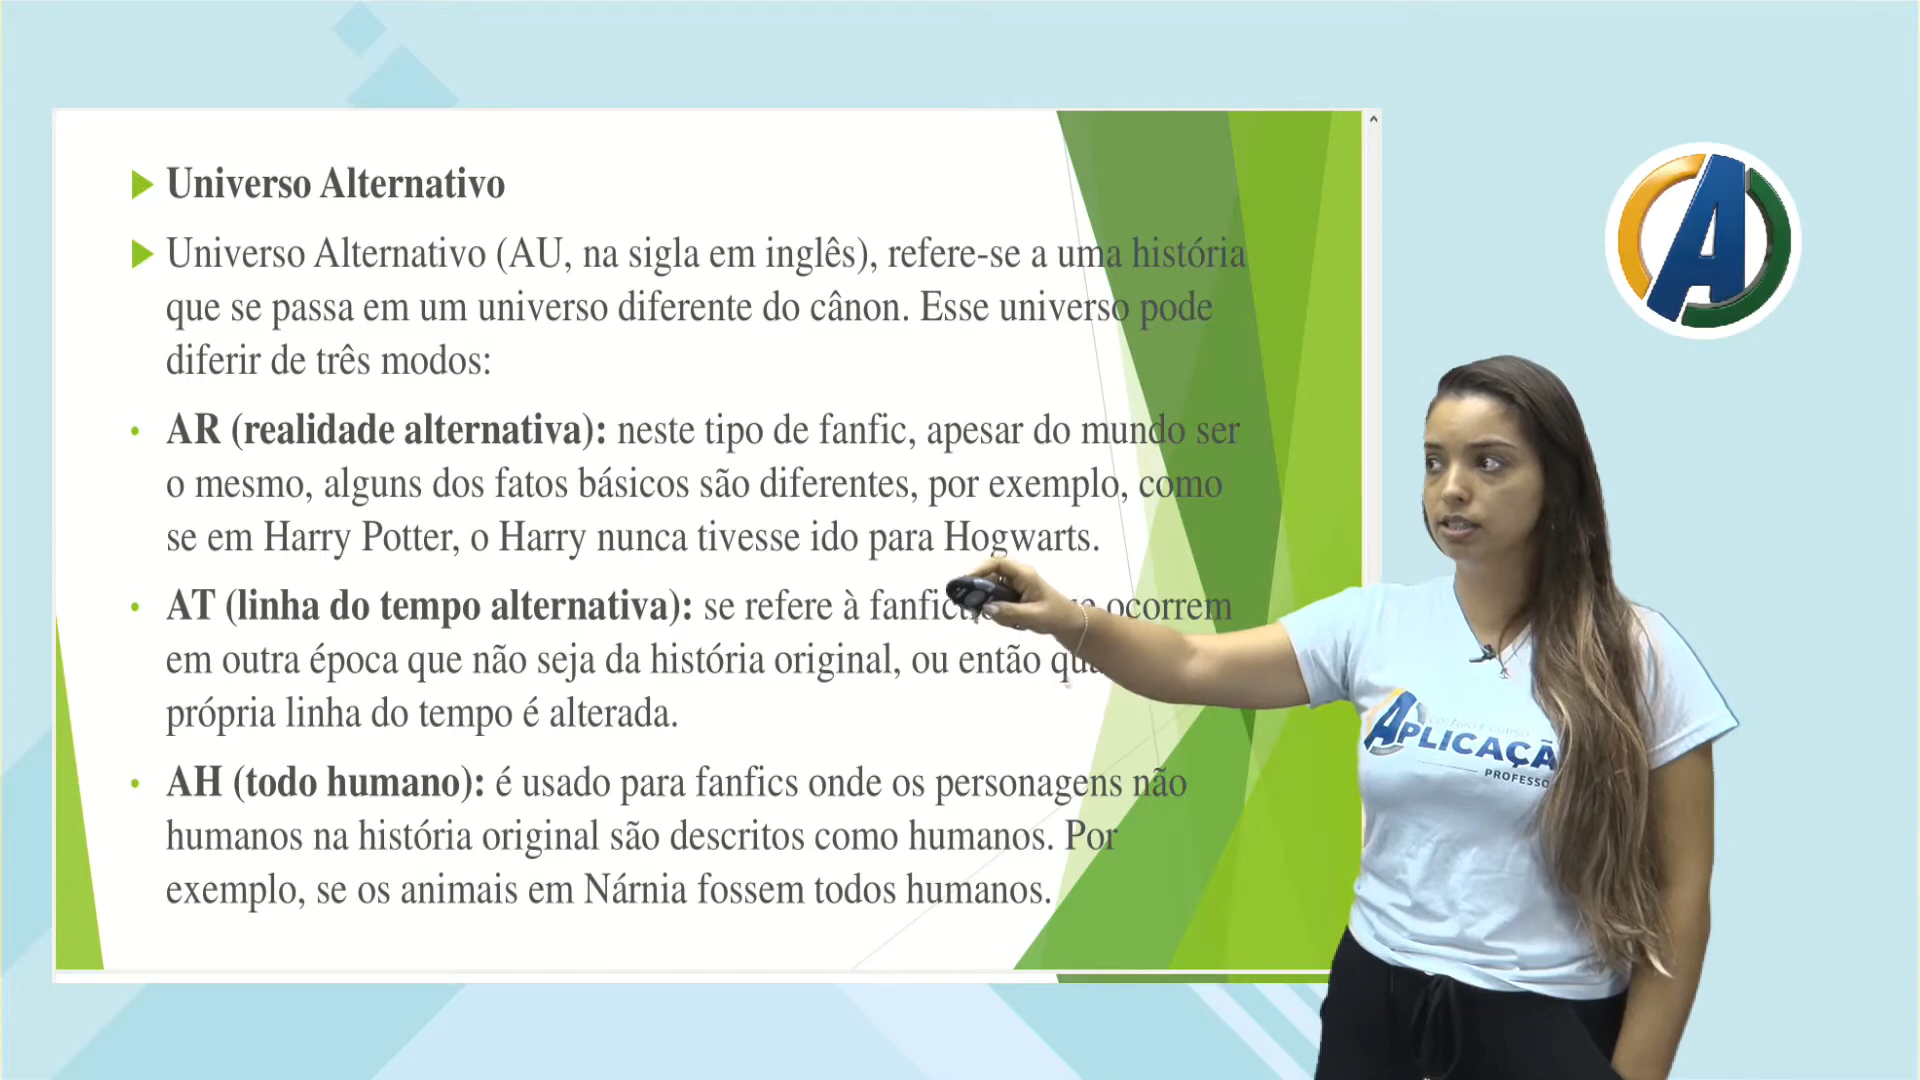 Universo Alternativo
Universo Alternativo (AU, na sigla em inglês), refere-se a uma história
que se passa em um universo diferente do cânon. Esse universo pode
diferir de três modos:
AR (realidade alternativa): neste tipo de fanfic, apesar do mundo ser
o mesmo, alguns dos fatos básicos são diferentes, por exemplo, como
se em Harry Potter, o Harry nunca tivesse ido para Hogwarts.
AT (linha do tempo alternativa): se refere à ocorrem
em outra época que não seja da história original, ou então
própria linha do tempo é alterada.
AH (todo humano): é usado para fanfics onde os personagens não
humanos na história original são descritos como humanos. Por
exemplo, se os animais em Nárnia fossem todos humanos.
A
COLÉGIO E CURSO
APLICAÇÃ
PROFESSO